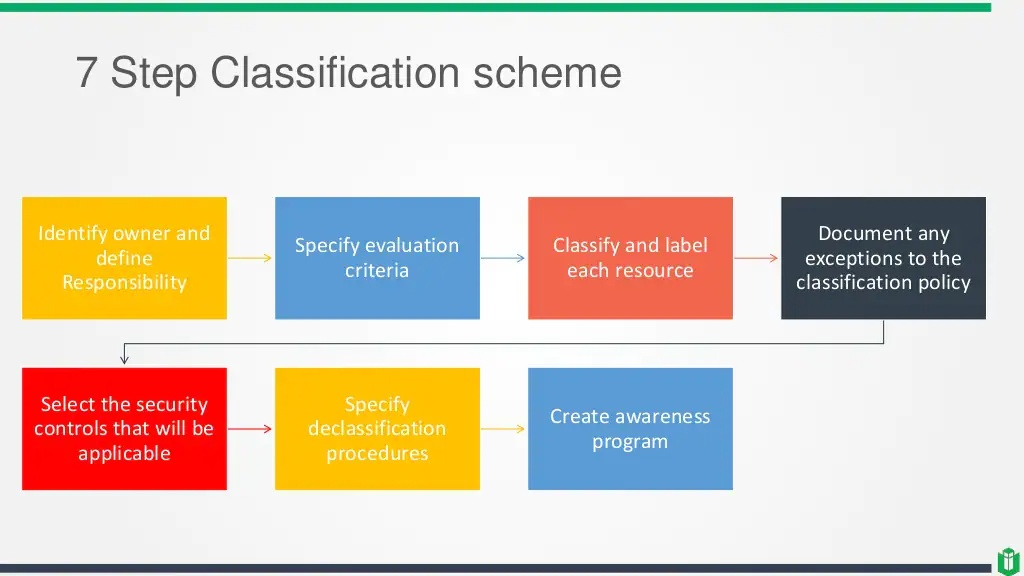 7 Step Classification scheme
Identify owner and
define
Responsibility
Specify evaluation
criteria
Classify and label
each resource
Document any
exceptions to the
classification policy
Select the security
controls that will be
applicable
Specify
declassification
procedures
Create awareness
program